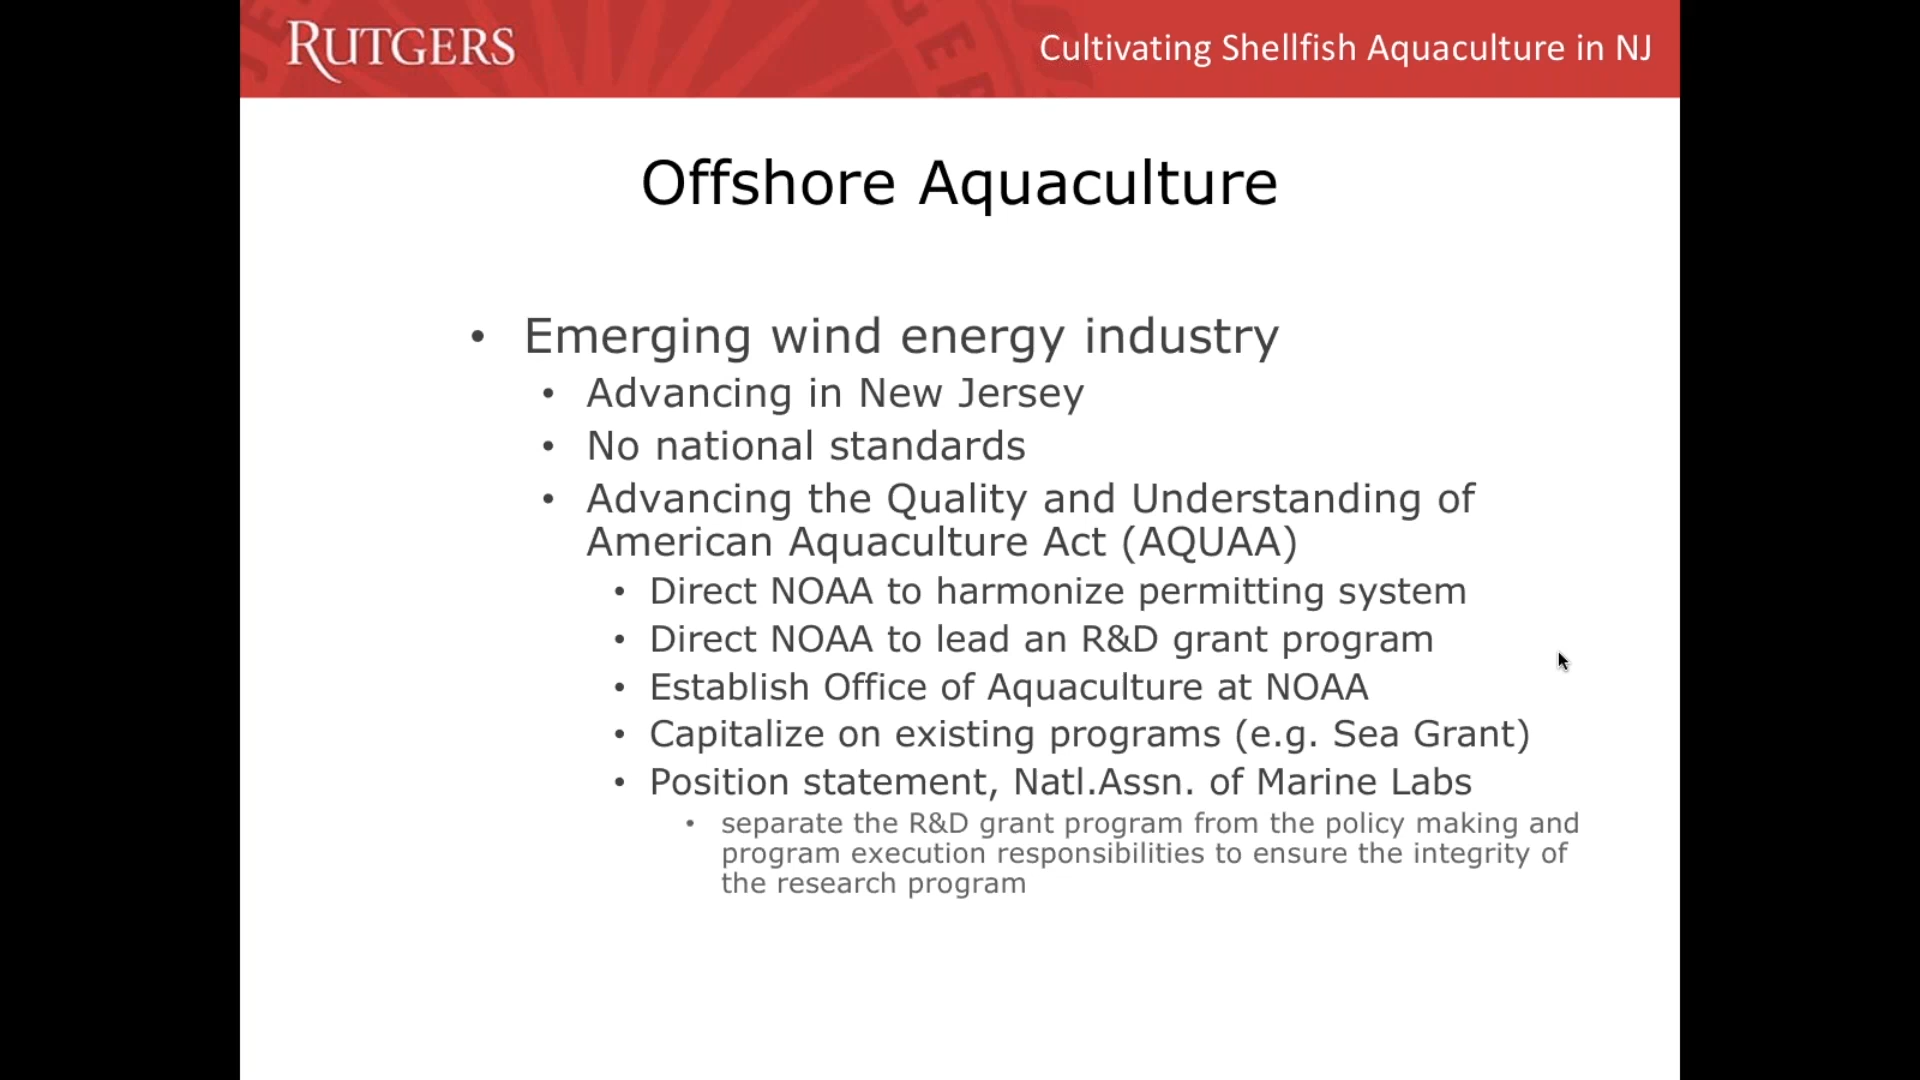 RUTGERS
Cultivating Shellfish Aquaculture in NJ
Offshore Aquaculture
• Emerging wind energy industry
• Advancing in New Jersey
• No national standards
• Advancing the Quality and Understanding of
American Aquaculture Act (AQUAA)
• Direct NOAA to harmonize permitting system
• Direct NOAA to lead an R&D grant program
• Establish Office of Aquaculture at NOAA
• Capitalize on existing programs (e.g. Sea Grant)
• Position statement, Natl.Assn. of Marine Labs
• separate the R&D grant program from the policy making and
program execution responsibilities to ensure the integrity of
the research program